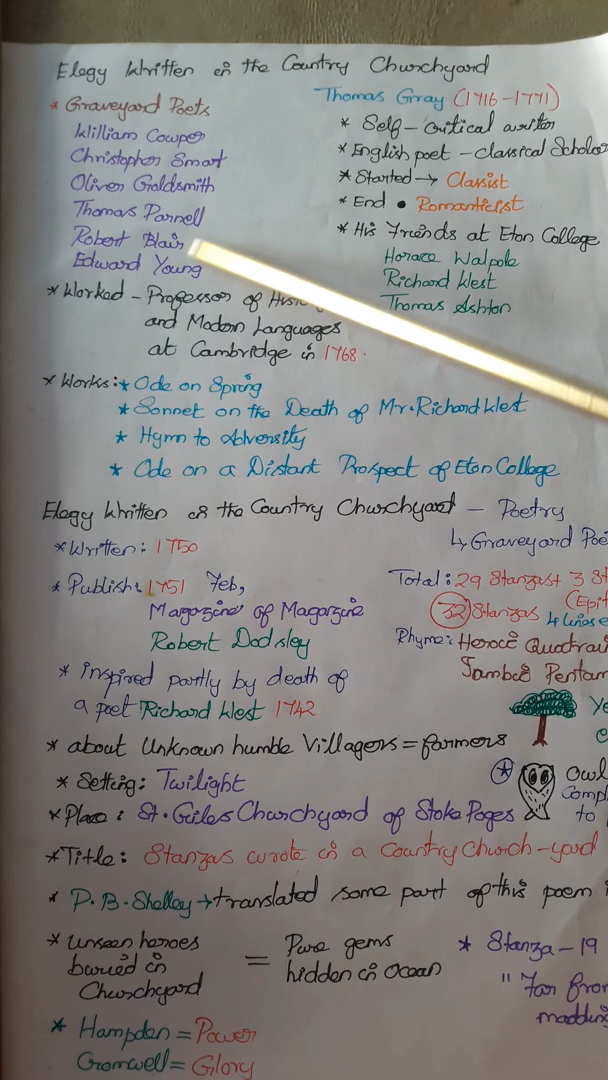 Elegy Written in the Country Churchyard
* Graveyard Poets
William Cowper
Christopher Smart
Oliver Goldsmith
Thomas Parnell
Robert Blair
Edward Young
Thomas Gray (1716-1771)
* Self-critical writer
* English poet - classical Scholar
* Started → Classist
* End • Romanticist
* His Friends at Eton College
Horace Walpole
Richard West
Thomas Ashton
* Worked - Professor of
and Modern Languages
at Cambridge in 1768.
* Works: * Ode on Spring
* Sonnet on the Death of Mr. Richard West
* Hymn to Adversity
* Ode on a Distant Prospect of Eton College
Elegy Written in the Country Churchyard - Poetry
↳ Graveyard
* Written: 1750
* Publish: 1751 Feb,
Magarzine of Magarzine
Robert Dodsley
Total: 29 Stanzas + 3
32 Stanzas 4 lines
Rhyme: Heroic
Iambic
* inspired partly by death of
a poet Richard West 1742
* about Unknown humble Villagers = farmers
* Setting: Twilight
* Owl
to
* Place: St. Giles Churchyard of Stoke Poges
* Title: Stanzas wrote in a Country Church-yard
* P.B. Shelley → translated some part of this poem
* unseen heroes
buried in
Churchyard
= Pure gems
hidden in ocean
* Stanza - 19
" Far from
madding
* Hampden = Power
Cromwell = Glory